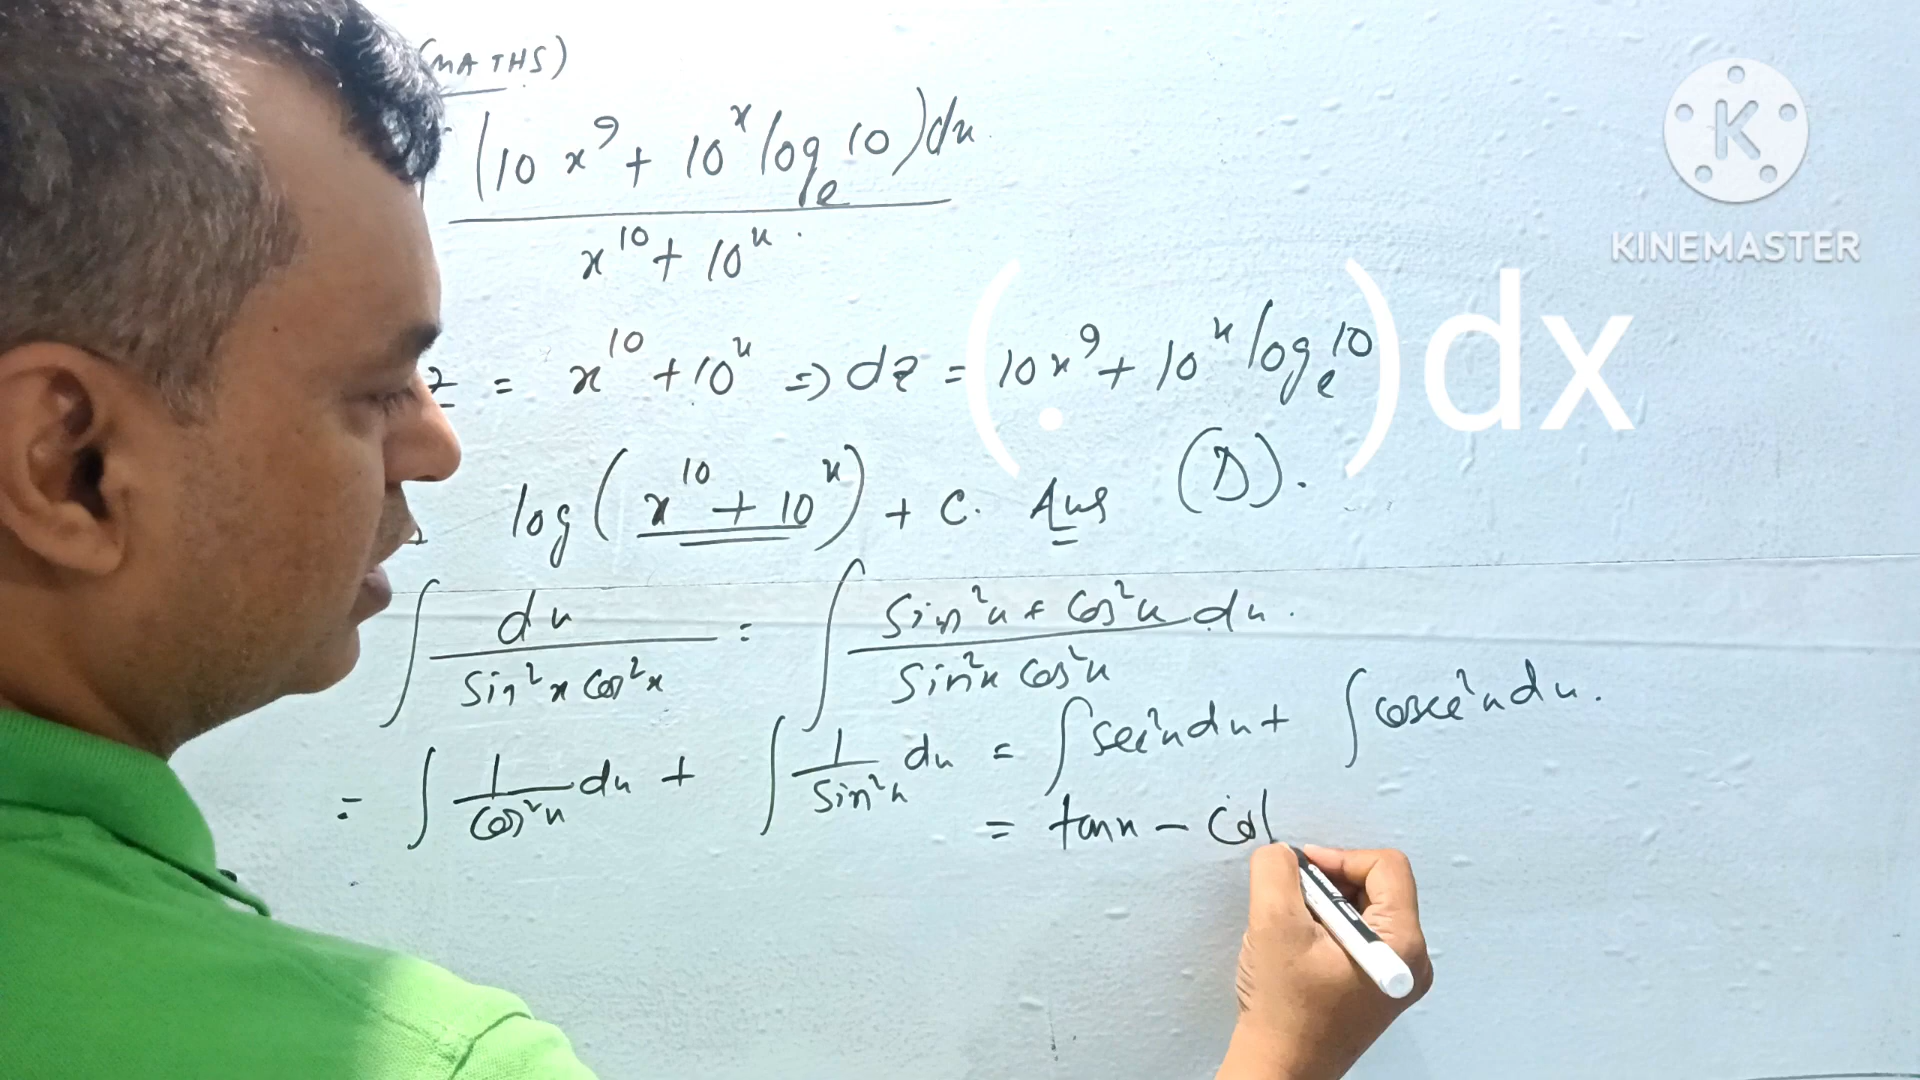 (MATHS)
(10x⁹ + 10ˣ logₑ10)dx
x¹⁰ + 10ˣ.
KINEMASTER
z = x¹⁰ + 10ˣ ⇒ dz = (10x⁹ + 10ˣ logₑ10)dx
log(x¹⁰ + 10ˣ) + C. Ans (D).
∫ dx / Sin²x Cos²x = ∫ Sin²x + Cos²x dx. / Sin²x Cos²x
= ∫ 1/Cos²x dx + ∫ 1/Sin²x dx = ∫ sec²x dx + ∫ cosec²x dx.
= tanx − Cot